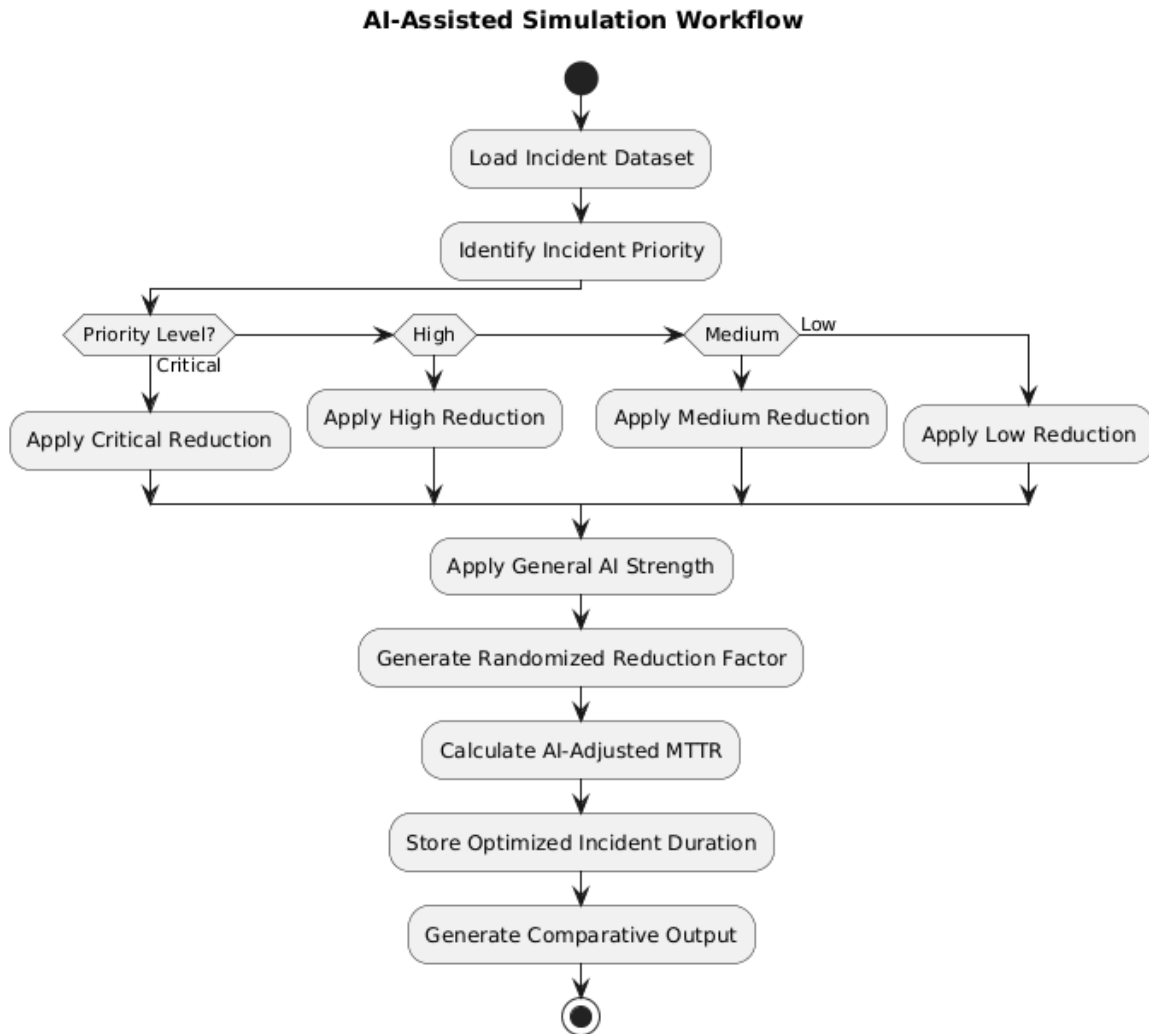 AI-Assisted Simulation Workflow
Load Incident Dataset
Identify Incident Priority
Priority Level?
High
Medium
Low
Critical
Apply Critical Reduction
Apply High Reduction
Apply Medium Reduction
Apply Low Reduction
Apply General AI Strength
Generate Randomized Reduction Factor
Calculate AI-Adjusted MTTR
Store Optimized Incident Duration
Generate Comparative Output